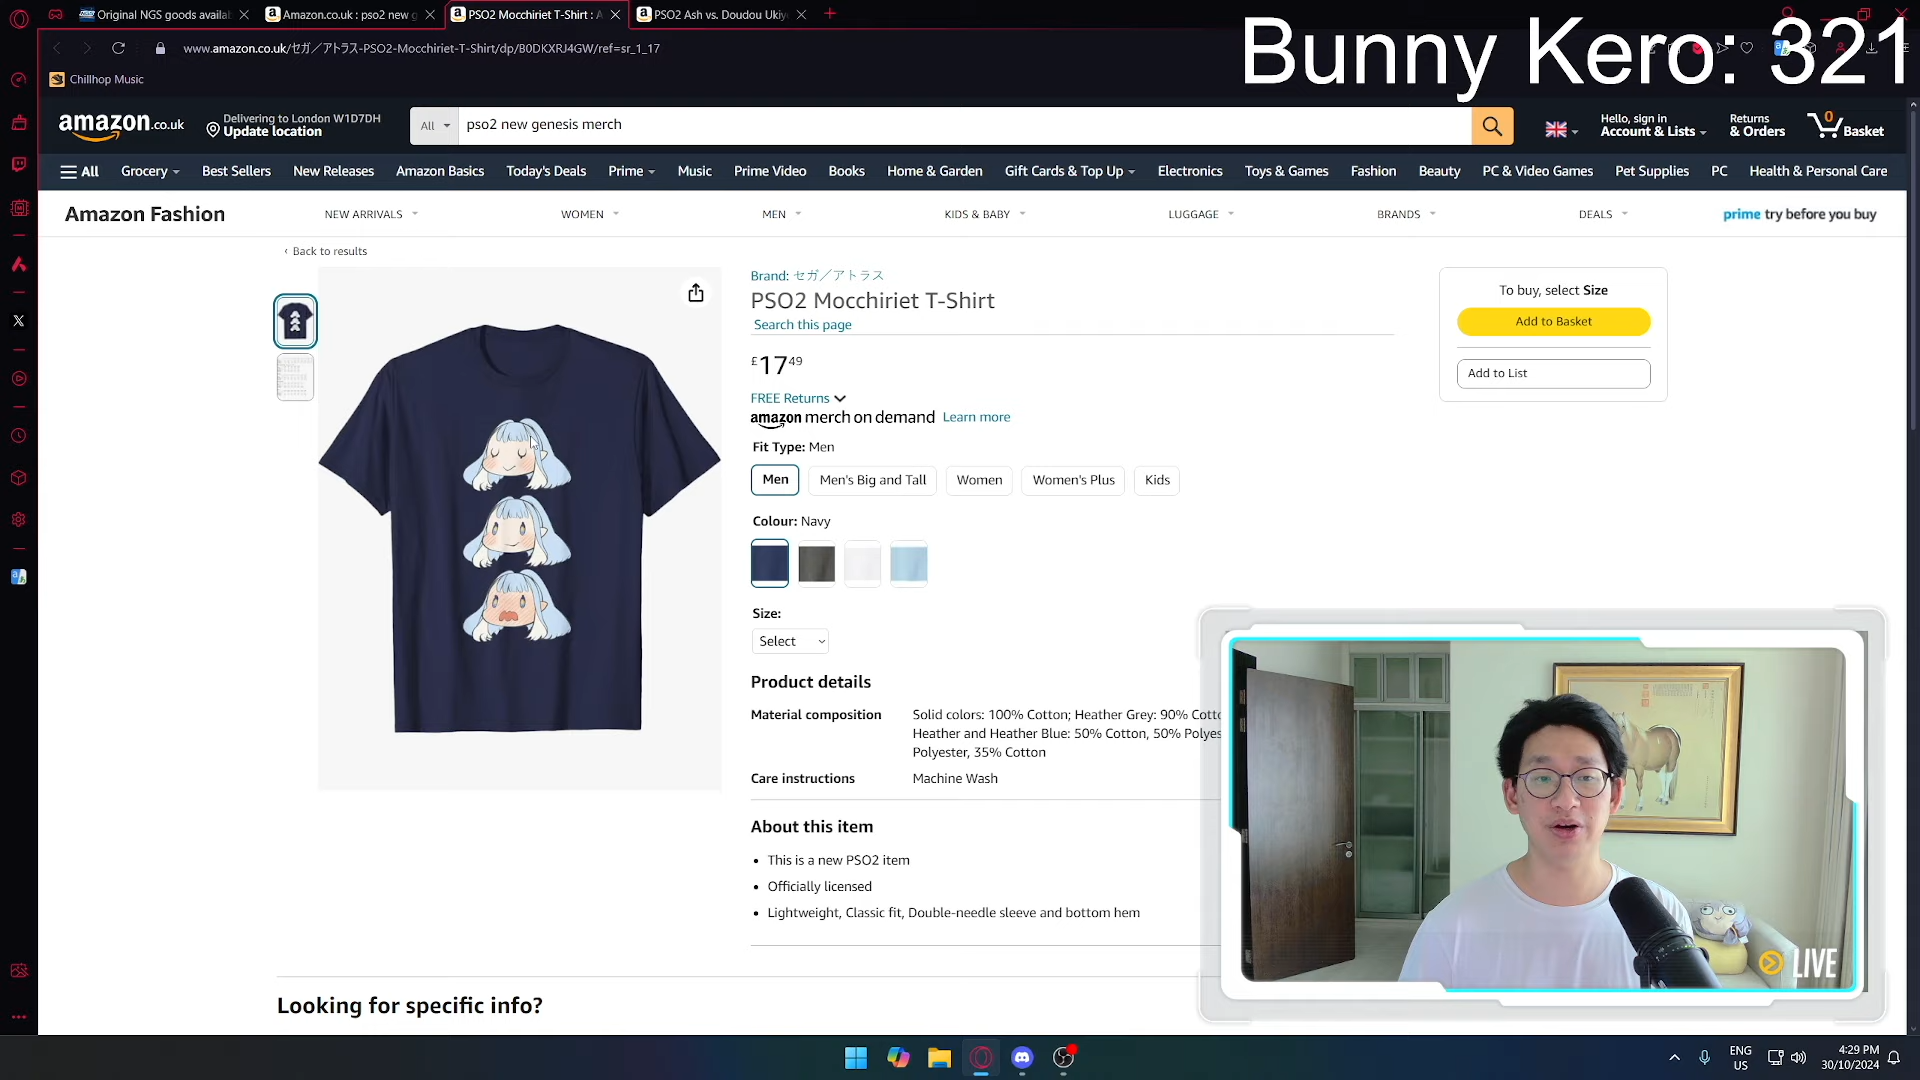 Original NGS goods availa
Amazon.co.uk : pso2 new g
PSO2 Mocchiriet T-Shirt : A
PSO2 Ash vs. Doudou Ukiy
Bunny Kero: 321
www.amazon.co.uk/セガ／アトラス-PSO2-Mocchiriet-T-Shirt/dp/B0DKXRJ4GW/ref=sr_1_17
Chillhop Music
amazon.co.uk
Delivering to London W1D7DH
Update location
All
pso2 new genesis merch
Hello, sign in
Account & Lists
Returns
& Orders
0
Basket
All Grocery Best Sellers New Releases Amazon Basics Today's Deals Prime Music Prime Video Books Home & Garden Gift Cards & Top Up Electronics Toys & Games Fashion Beauty PC & Video Games Pet Supplies PC Health & Personal Care
Amazon Fashion NEW ARRIVALS WOMEN MEN KIDS & BABY LUGGAGE BRANDS DEALS prime try before you buy
‹ Back to results
Brand: セガ／アトラス
PSO2 Mocchiriet T-Shirt
Search this page
£17 49
FREE Returns
amazon merch on demand Learn more
Fit Type: Men
Men Men's Big and Tall Women Women's Plus Kids
Colour: Navy
Size:
Select
To buy, select Size
Add to Basket
Add to List
Product details
Material composition Solid colors: 100% Cotton; Heather Grey: 90% Cotto
Heather and Heather Blue: 50% Cotton, 50% Polyes
Polyester, 35% Cotton
Care instructions Machine Wash
About this item
• This is a new PSO2 item
• Officially licensed
• Lightweight, Classic fit, Double-needle sleeve and bottom hem
Looking for specific info?
LIVE
ENG
US
4:29 PM
30/10/2024